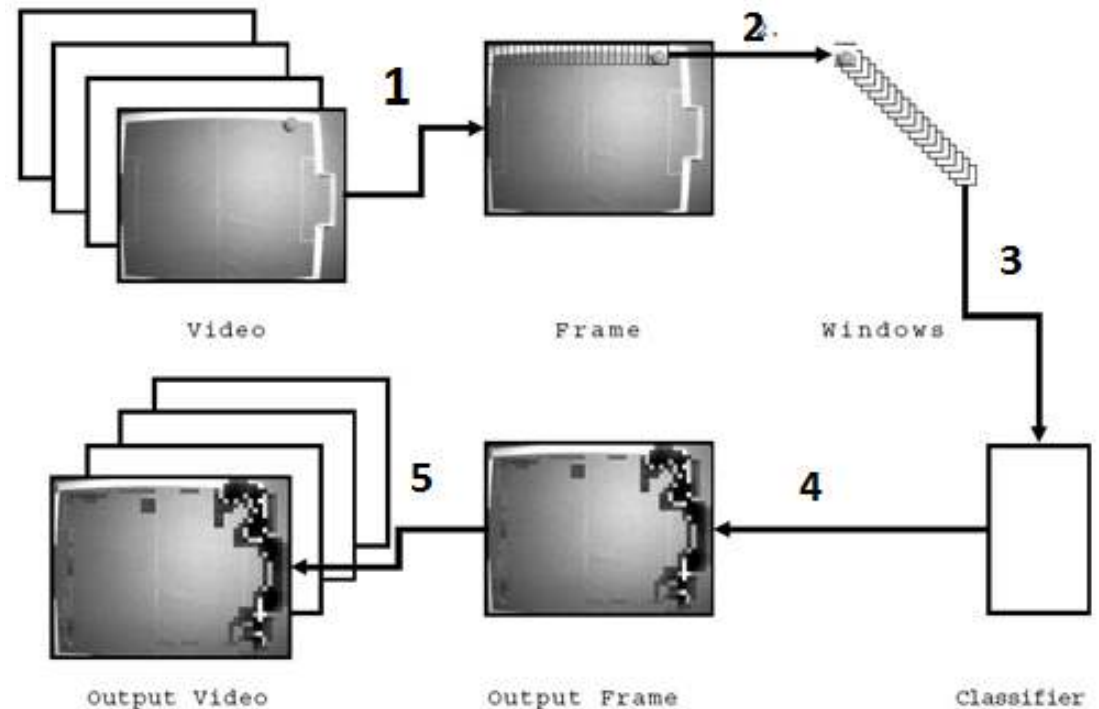 1
2.
Video
Frame
Windows
3
5
4
Output Video
Output Frame
Classifier